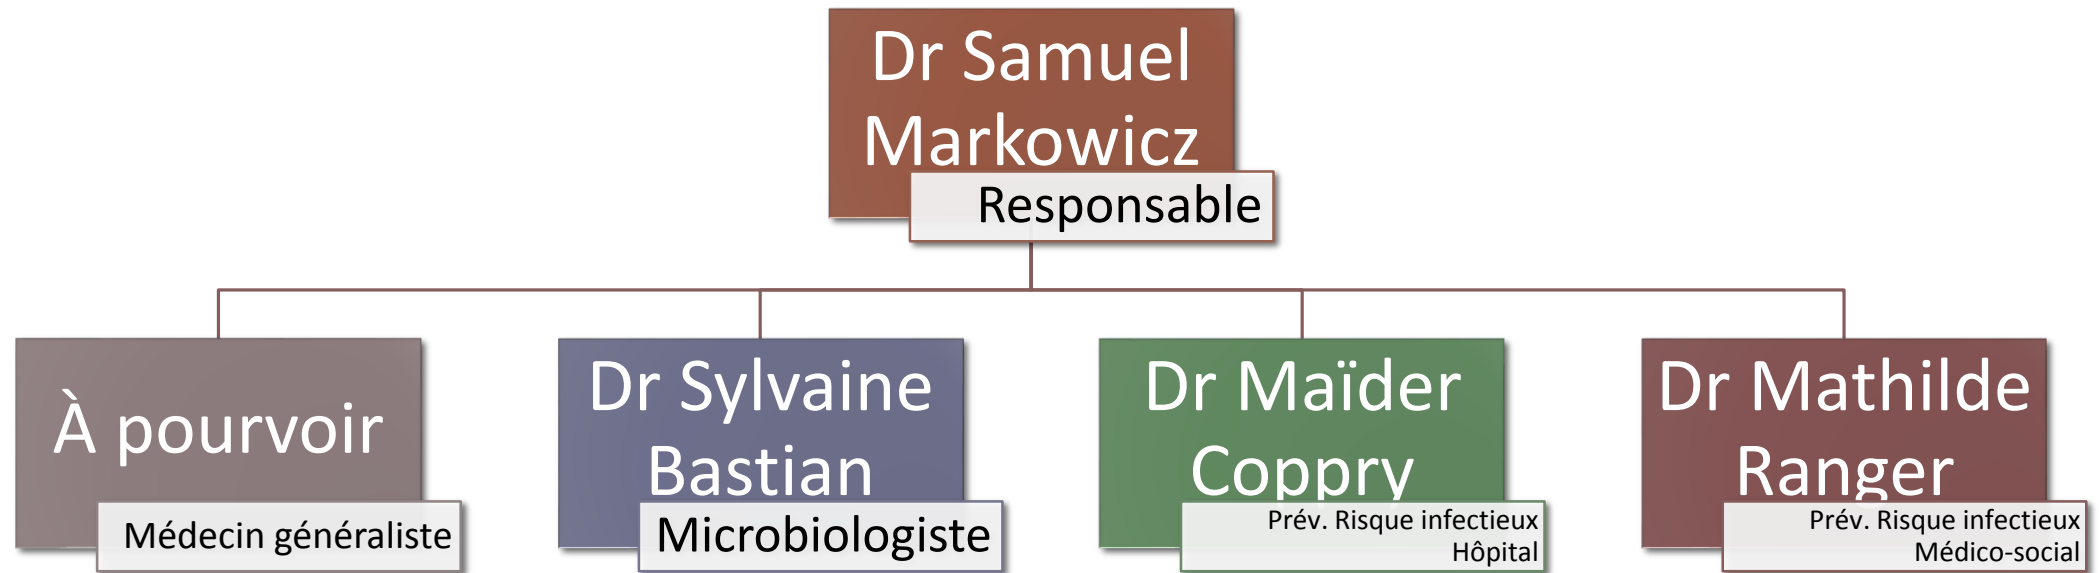 Dr Samuel
Markowicz
Responsable
À pourvoir
Médecin généraliste
Dr Sylvaine
Bastian
Microbiologiste
Dr Maïder
Coppry
Prév. Risque infectieux
Hôpital
Dr Mathilde
Ranger
Prév. Risque infectieux
Médico-social